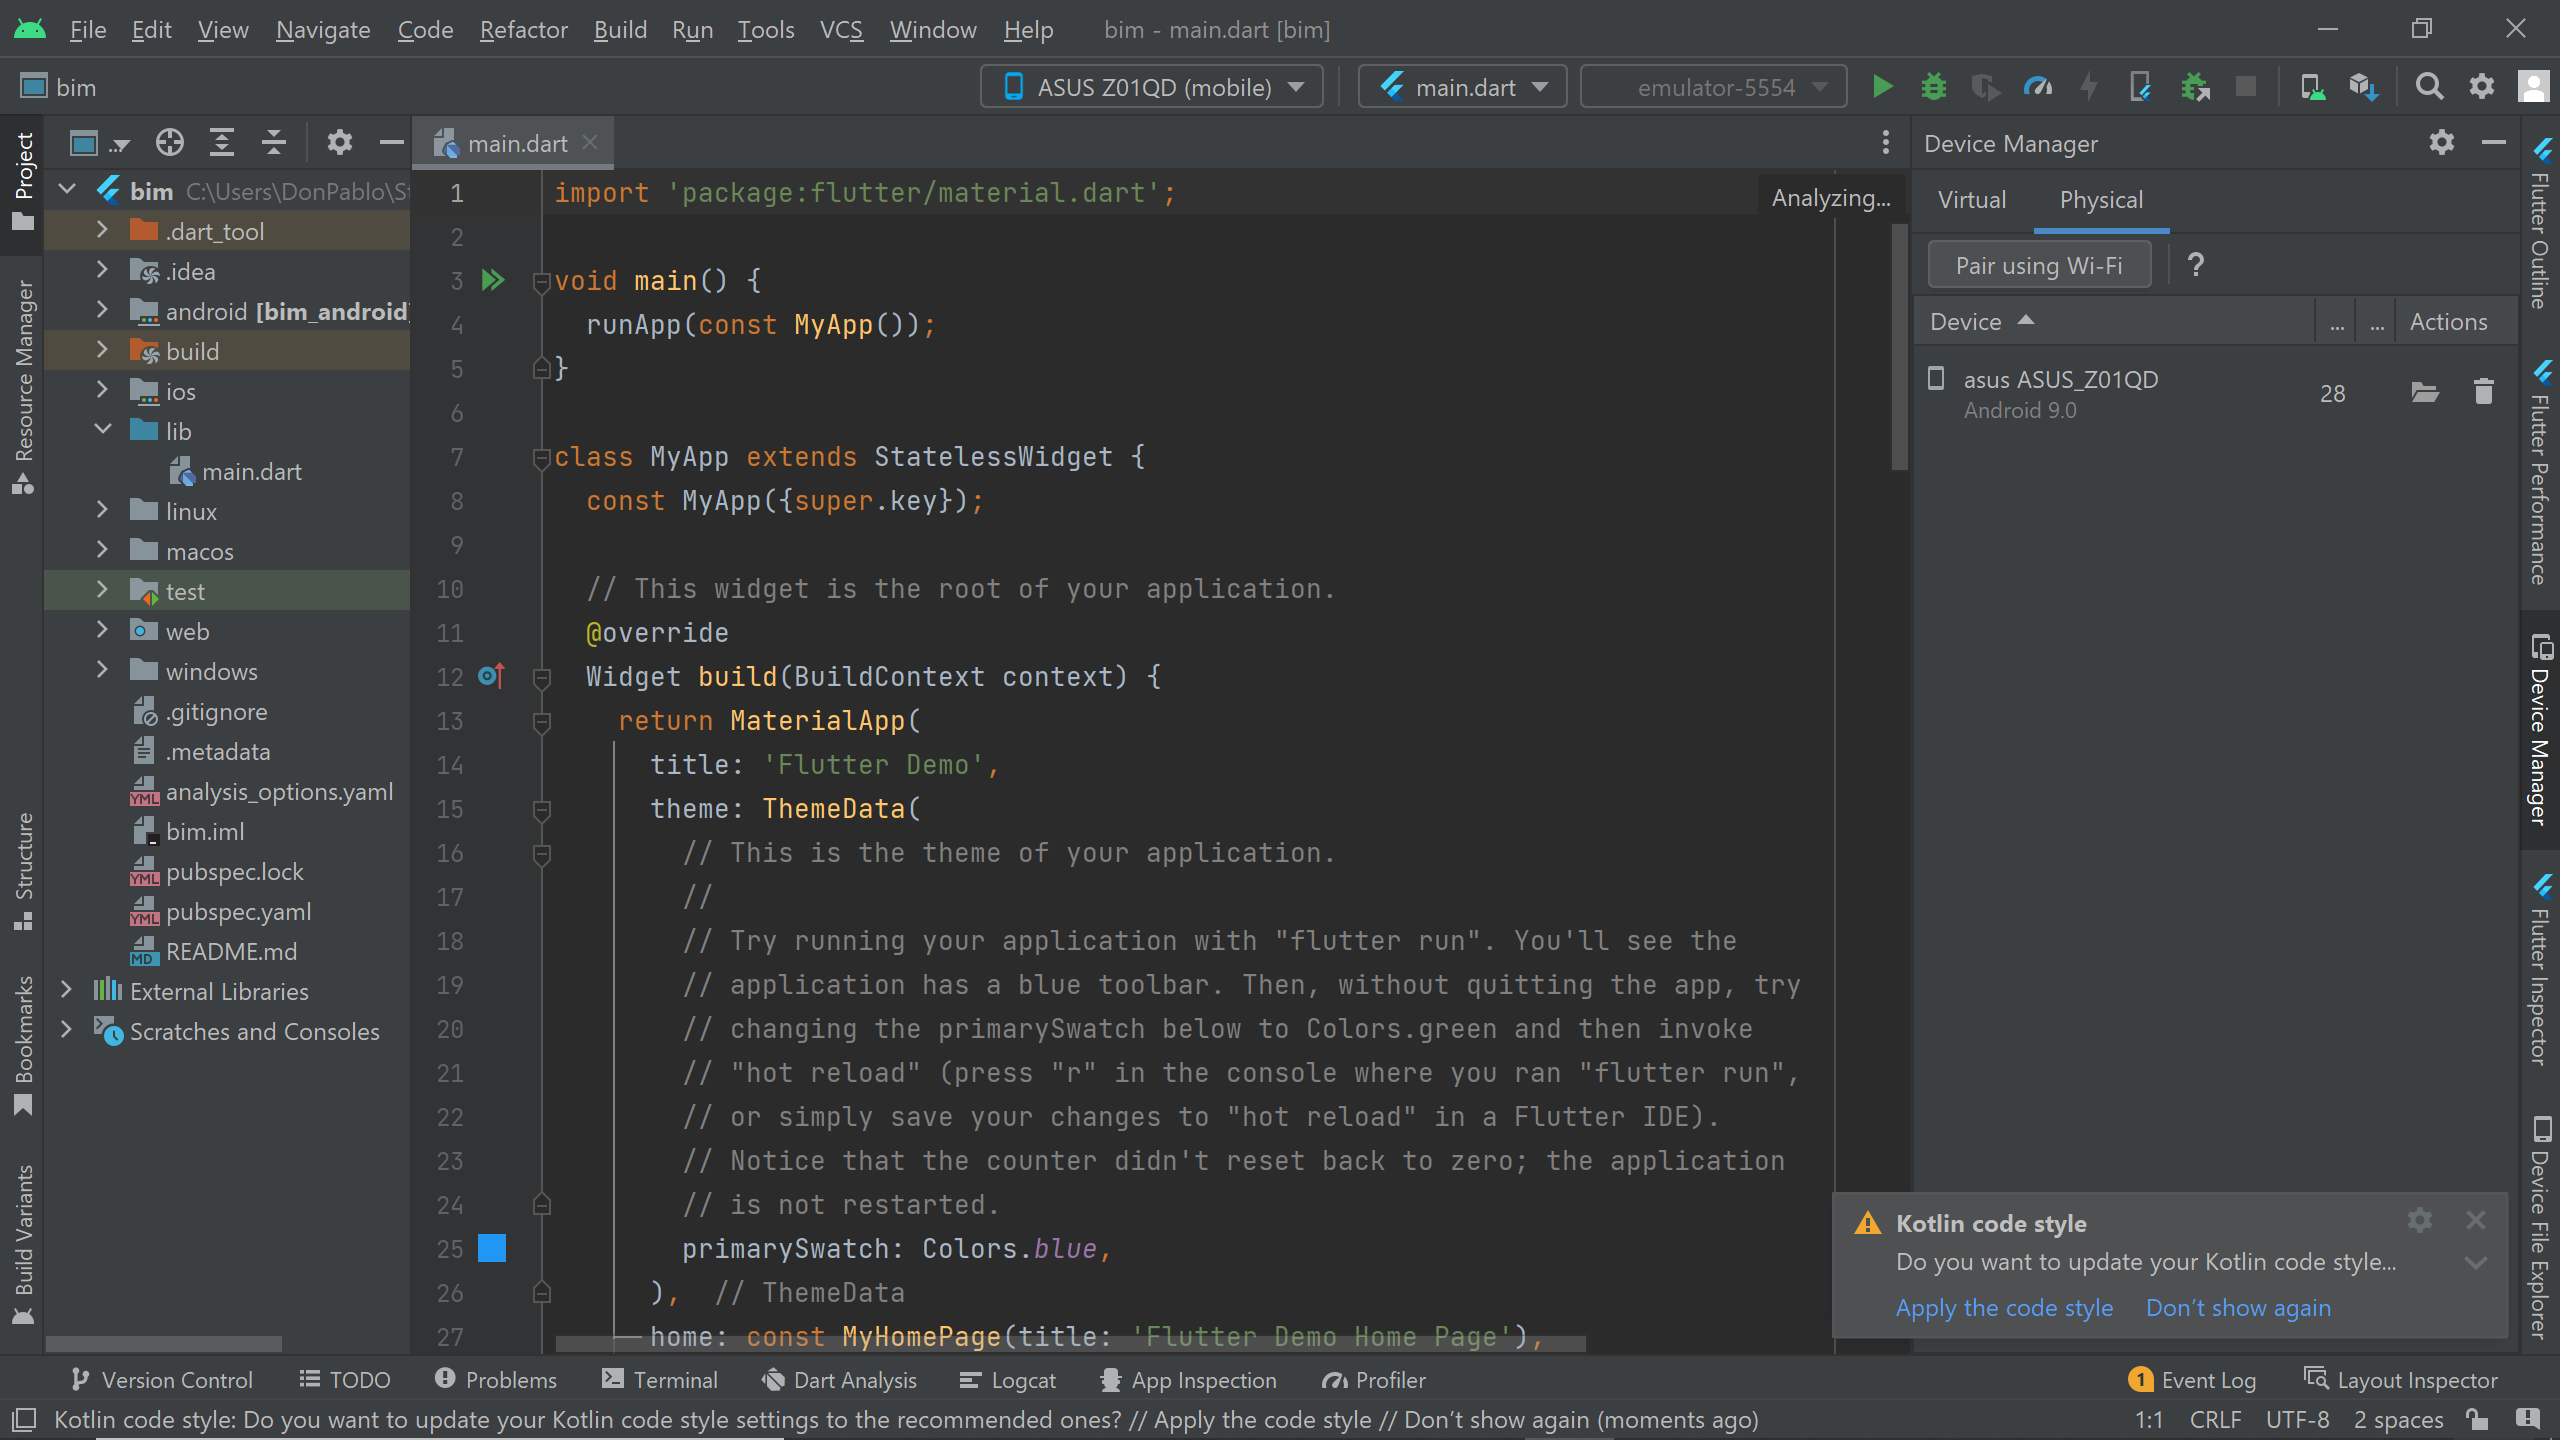 File Edit View Navigate Code Refactor Build Run Tools VCS Window Help bim - main.dart [bim]
bim ASUS Z01QD (mobile) main.dart emulator-5554
Project
Resource Manager
Structure
Bookmarks
Build Variants
...
bim C:\Users\DonPablo\St
.dart_tool
.idea
android [bim_android]
build
ios
lib
main.dart
linux
macos
test
web
windows
.gitignore
.metadata
analysis_options.yaml
bim.iml
pubspec.lock
pubspec.yaml
README.md
External Libraries
Scratches and Consoles
main.dart
Analyzing...
1 import 'package:flutter/material.dart';
2
3 void main() {
4 runApp(const MyApp());
5 }
6
7 class MyApp extends StatelessWidget {
8 const MyApp({super.key});
9
10 // This widget is the root of your application.
11 @override
12 Widget build(BuildContext context) {
13 return MaterialApp(
14 title: 'Flutter Demo',
15 theme: ThemeData(
16 // This is the theme of your application.
17 //
18 // Try running your application with "flutter run". You'll see the
19 // application has a blue toolbar. Then, without quitting the app, try
20 // changing the primarySwatch below to Colors.green and then invoke
21 // "hot reload" (press "r" in the console where you ran "flutter run",
22 // or simply save your changes to "hot reload" in a Flutter IDE).
23 // Notice that the counter didn't reset back to zero; the application
24 // is not restarted.
25 primarySwatch: Colors.blue,
26 ), // ThemeData
27 home: const MyHomePage(title: 'Flutter Demo Home Page'),
Device Manager
Virtual Physical
Pair using Wi-Fi ?
Device ... ... Actions
asus ASUS_Z01QD
Android 9.0
28
Kotlin code style
Do you want to update your Kotlin code style...
Apply the code style Don't show again
Flutter Outline
Flutter Performance
Device Manager
Flutter Inspector
Device File Explorer
Version Control TODO Problems Terminal Dart Analysis Logcat App Inspection Profiler 1 Event Log Layout Inspector
Kotlin code style: Do you want to update your Kotlin code style settings to the recommended ones? // Apply the code style // Don't show again (moments ago) 1:1 CRLF UTF-8 2 spaces